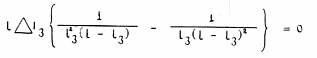 l△l₃ { 1 / l₃²(l - l₃) - 1 / l₃(l - l₃)² } = 0